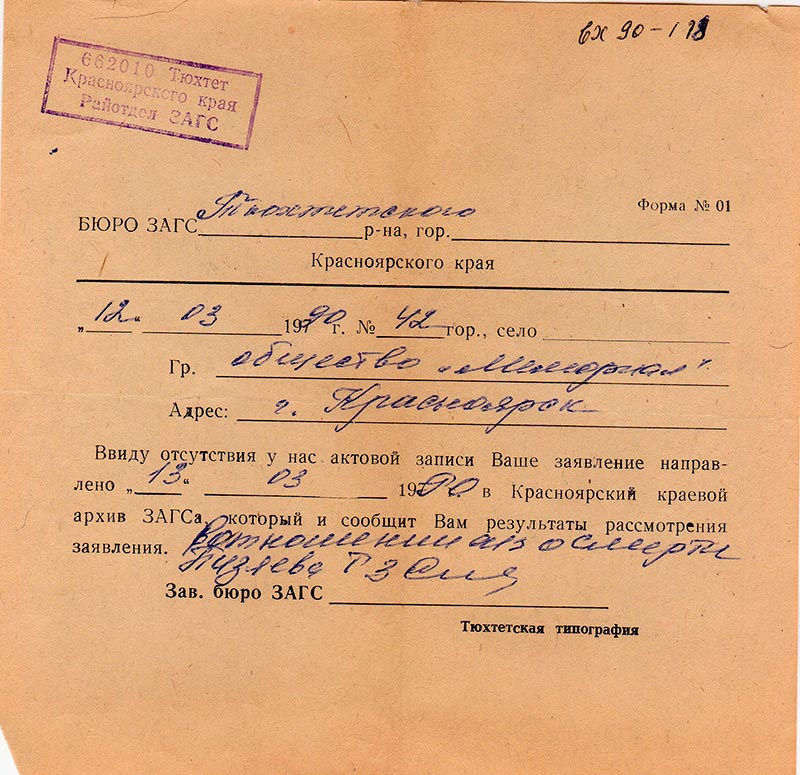 вх 90-1
662010 Тюхтет
Красноярского края
Райотдел ЗАГС
Форма № 01
БЮРО ЗАГС Тюхтетского р-на, гор.
Красноярского края
„12“ 03 1990 г. № 42 гор., село
Гр. общество „Мемориал“
Адрес: г. Красноярск
Ввиду отсутствия у нас актовой записи Ваше заявление направ-
лено „13“ 03 1990 в Красноярский краевой
архив ЗАГСа, который и сообщит Вам результаты рассмотрения
заявления. В отношении а/з о смерти
Пузяева Г З
Зав. бюро ЗАГС
Тюхтетская типография